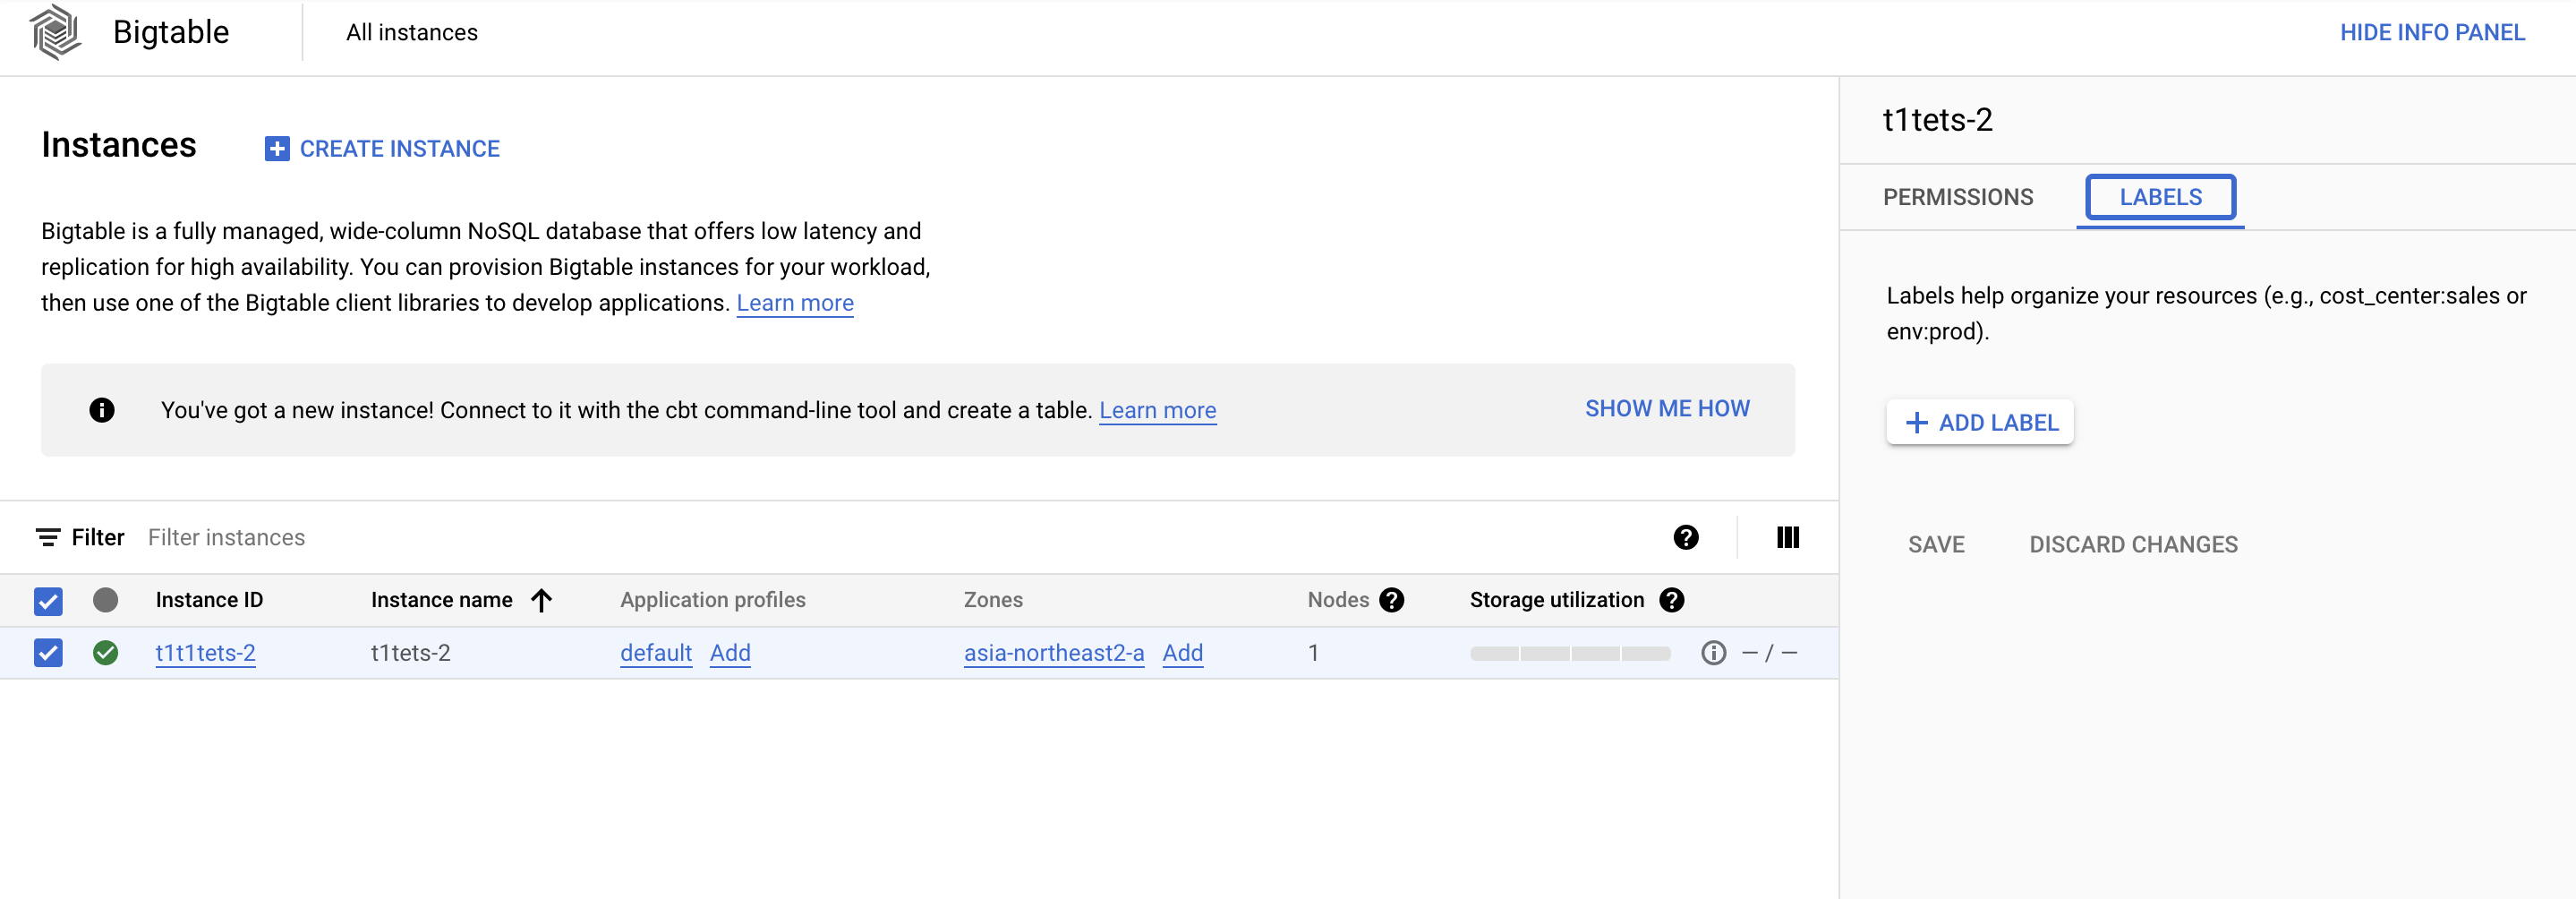 Bigtable
All instances
HIDE INFO PANEL
Instances
CREATE INSTANCE
Bigtable is a fully managed, wide-column NoSQL database that offers low latency and
replication for high availability. You can provision Bigtable instances for your workload,
then use one of the Bigtable client libraries to develop applications. Learn more
You've got a new instance! Connect to it with the cbt command-line tool and create a table. Learn more
SHOW ME HOW
Filter Filter instances
Instance ID Instance name Application profiles Zones Nodes Storage utilization
t1t1tets-2 t1tets-2 default Add asia-northeast2-a Add 1 – / –
t1tets-2
PERMISSIONS LABELS
Labels help organize your resources (e.g., cost_center:sales or
env:prod).
+ ADD LABEL
SAVE DISCARD CHANGES